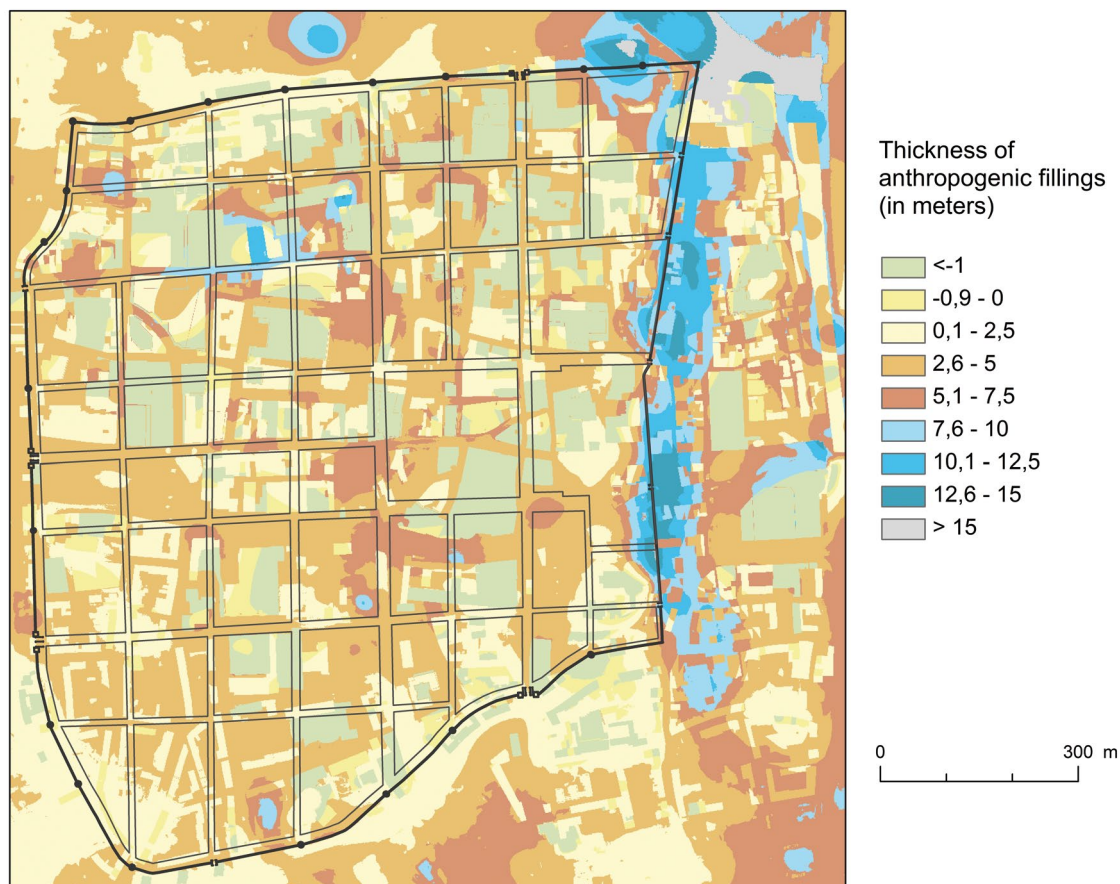 Thickness of
anthropogenic fillings
(in meters)
<-1
-0,9 - 0
0,1 - 2,5
2,6 - 5
5,1 - 7,5
7,6 - 10
10,1 - 12,5
12,6 - 15
> 15
0 300 m